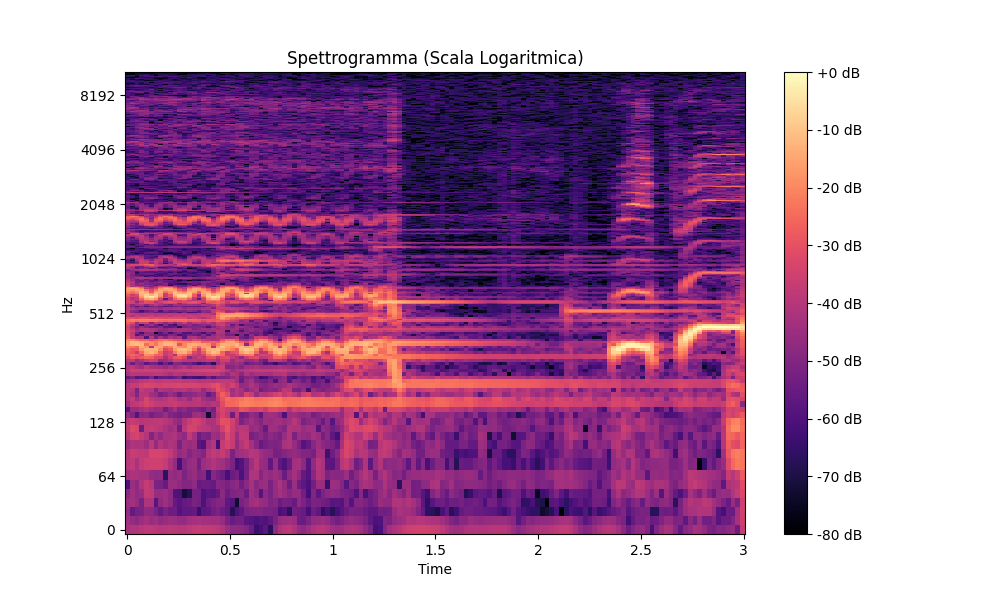 Spettrogramma (Scala Logaritmica)
Hz
8192
4096
2048
1024
512
256
128
64
0
0
0.5
1
1.5
2
2.5
3
Time
+0 dB
-10 dB
-20 dB
-30 dB
-40 dB
-50 dB
-60 dB
-70 dB
-80 dB